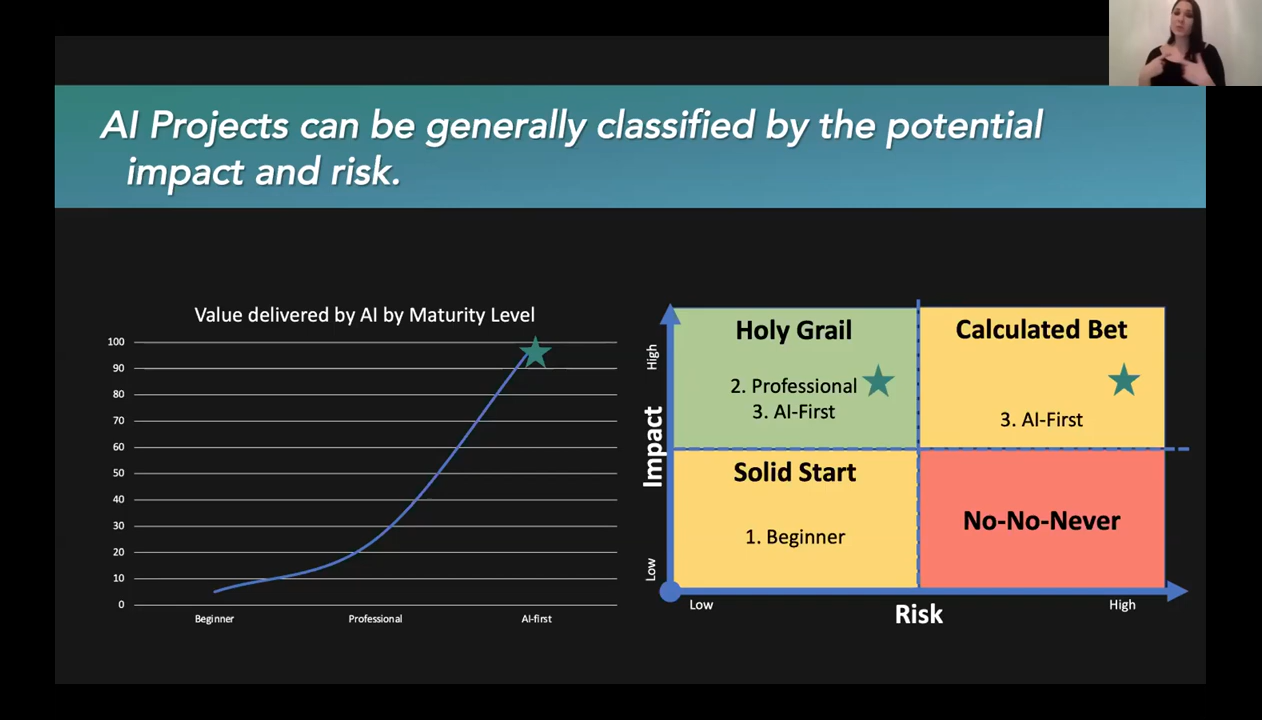 AI Projects can be generally classified by the potential
impact and risk.
Value delivered by AI by Maturity Level
100
90
80
70
60
50
40
30
20
10
0
Beginner
Professional
AI-first
Impact
High
Low
Holy Grail
2. Professional
3. AI-First
Calculated Bet
3. AI-First
Solid Start
1. Beginner
No-No-Never
Low
High
Risk